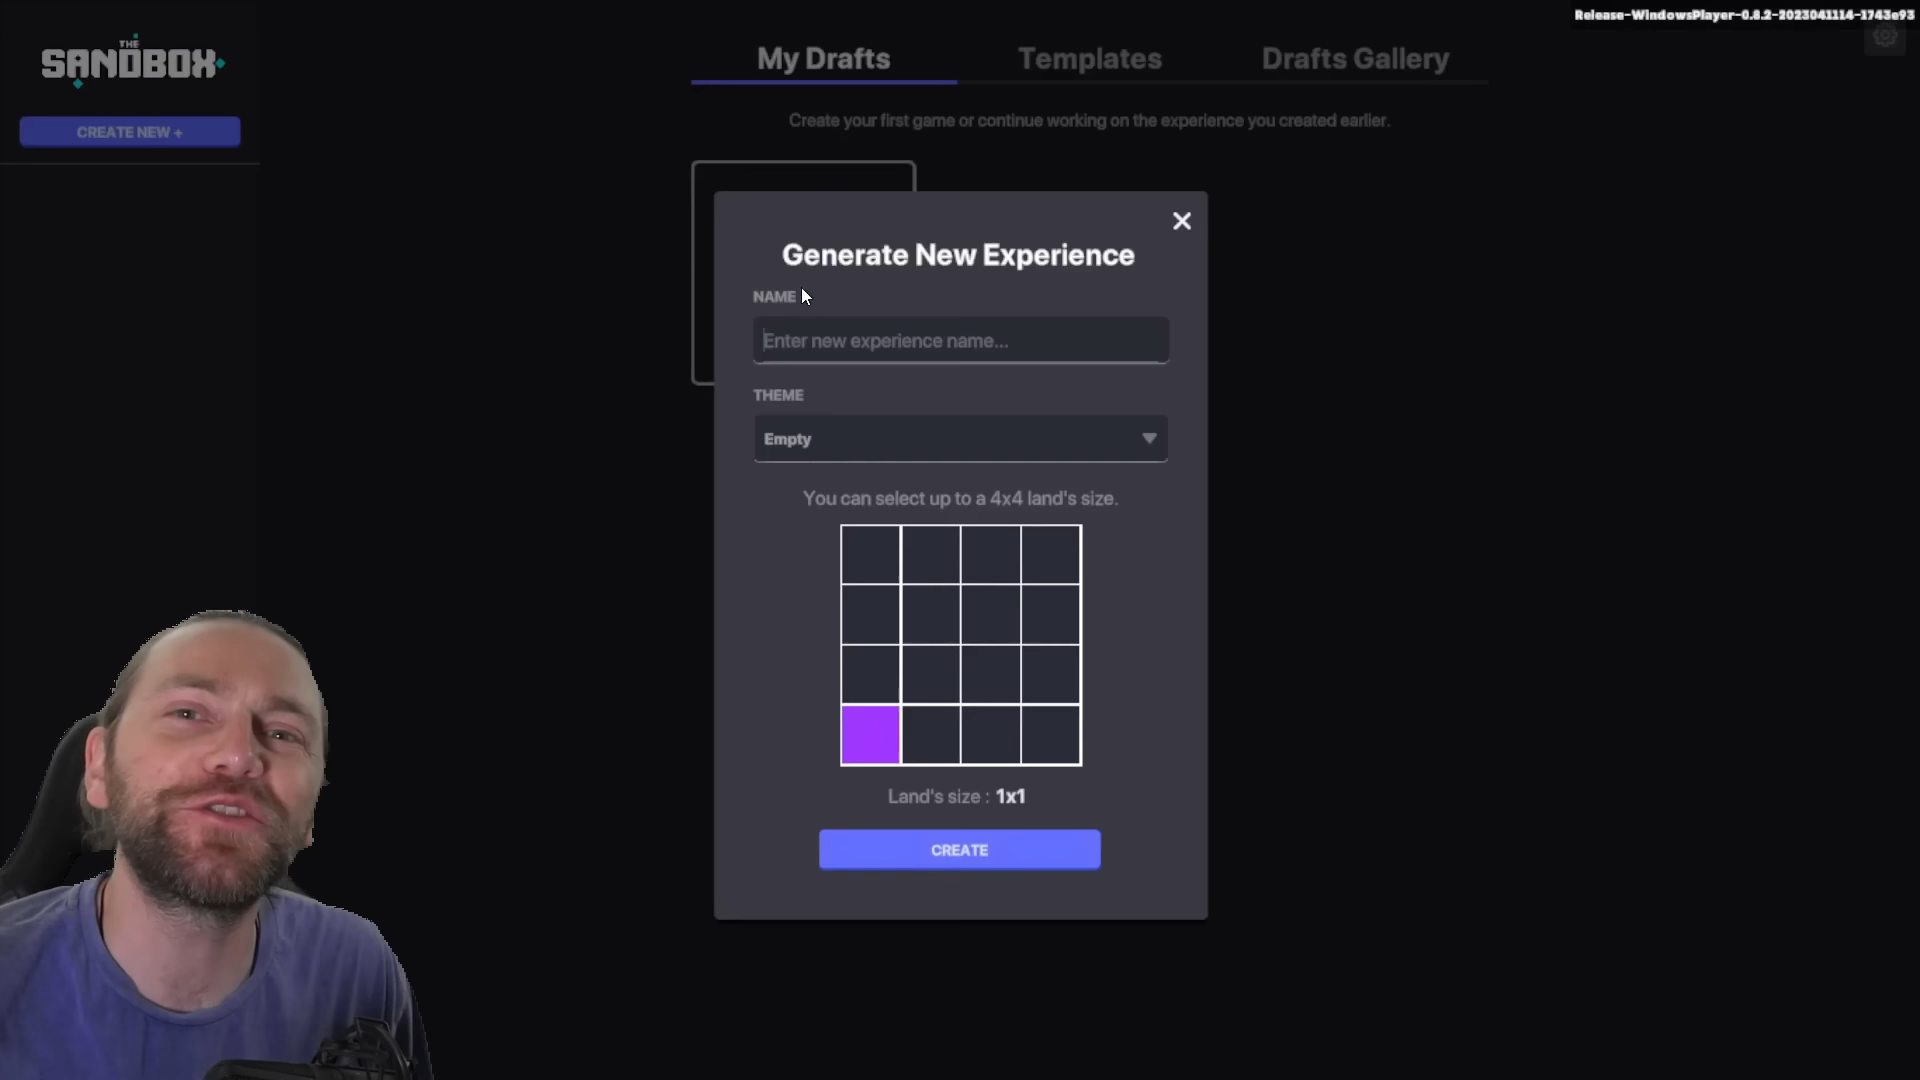 Release-WindowsPlayer-0.8.2-2023041114-1743e93
THE
SANDBOX
CREATE NEW +
My Drafts
Templates
Drafts Gallery
Create your first game or continue working on the experience you created earlier.
Generate New Experience
NAME
Enter new experience name...
THEME
Empty
You can select up to a 4x4 land's size.
Land's size : 1x1
CREATE